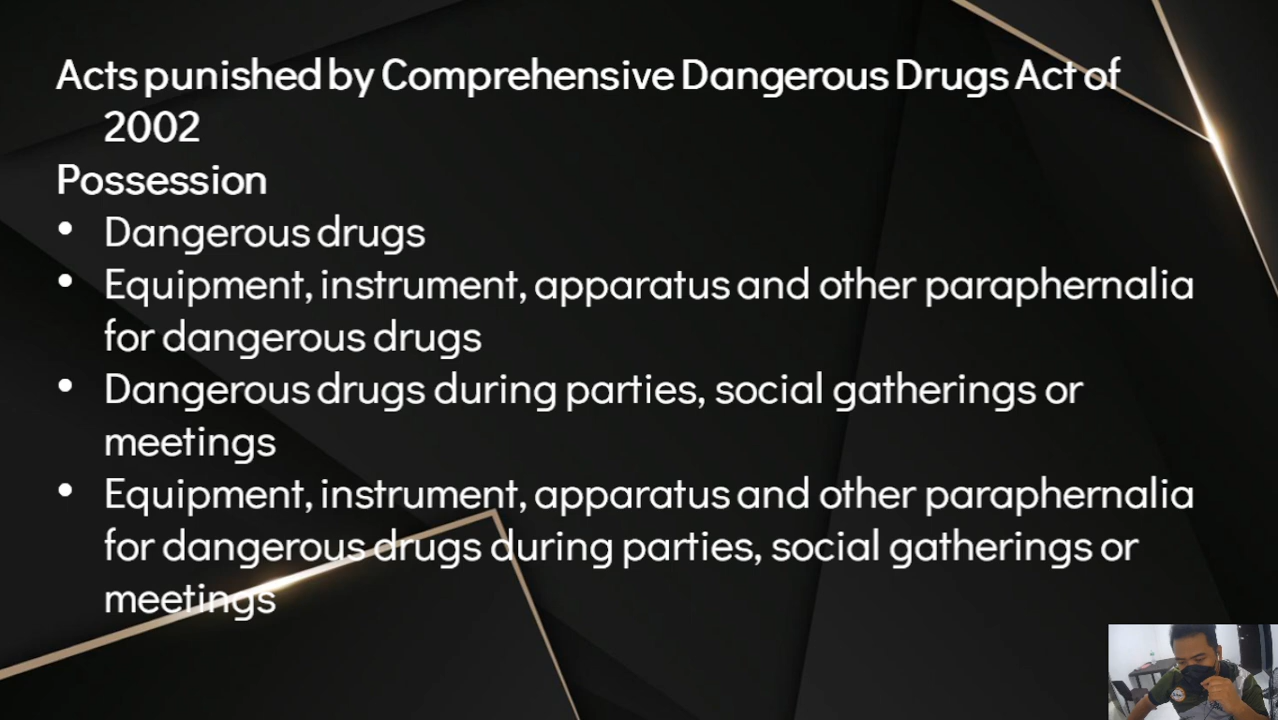 Acts punished by Comprehensive Dangerous Drugs Act of
2002
Possession
• Dangerous drugs
• Equipment, instrument, apparatus and other paraphernalia
for dangerous drugs
• Dangerous drugs during parties, social gatherings or
meetings
• Equipment, instrument, apparatus and other paraphernalia
for dangerous drugs during parties, social gatherings or
meetings